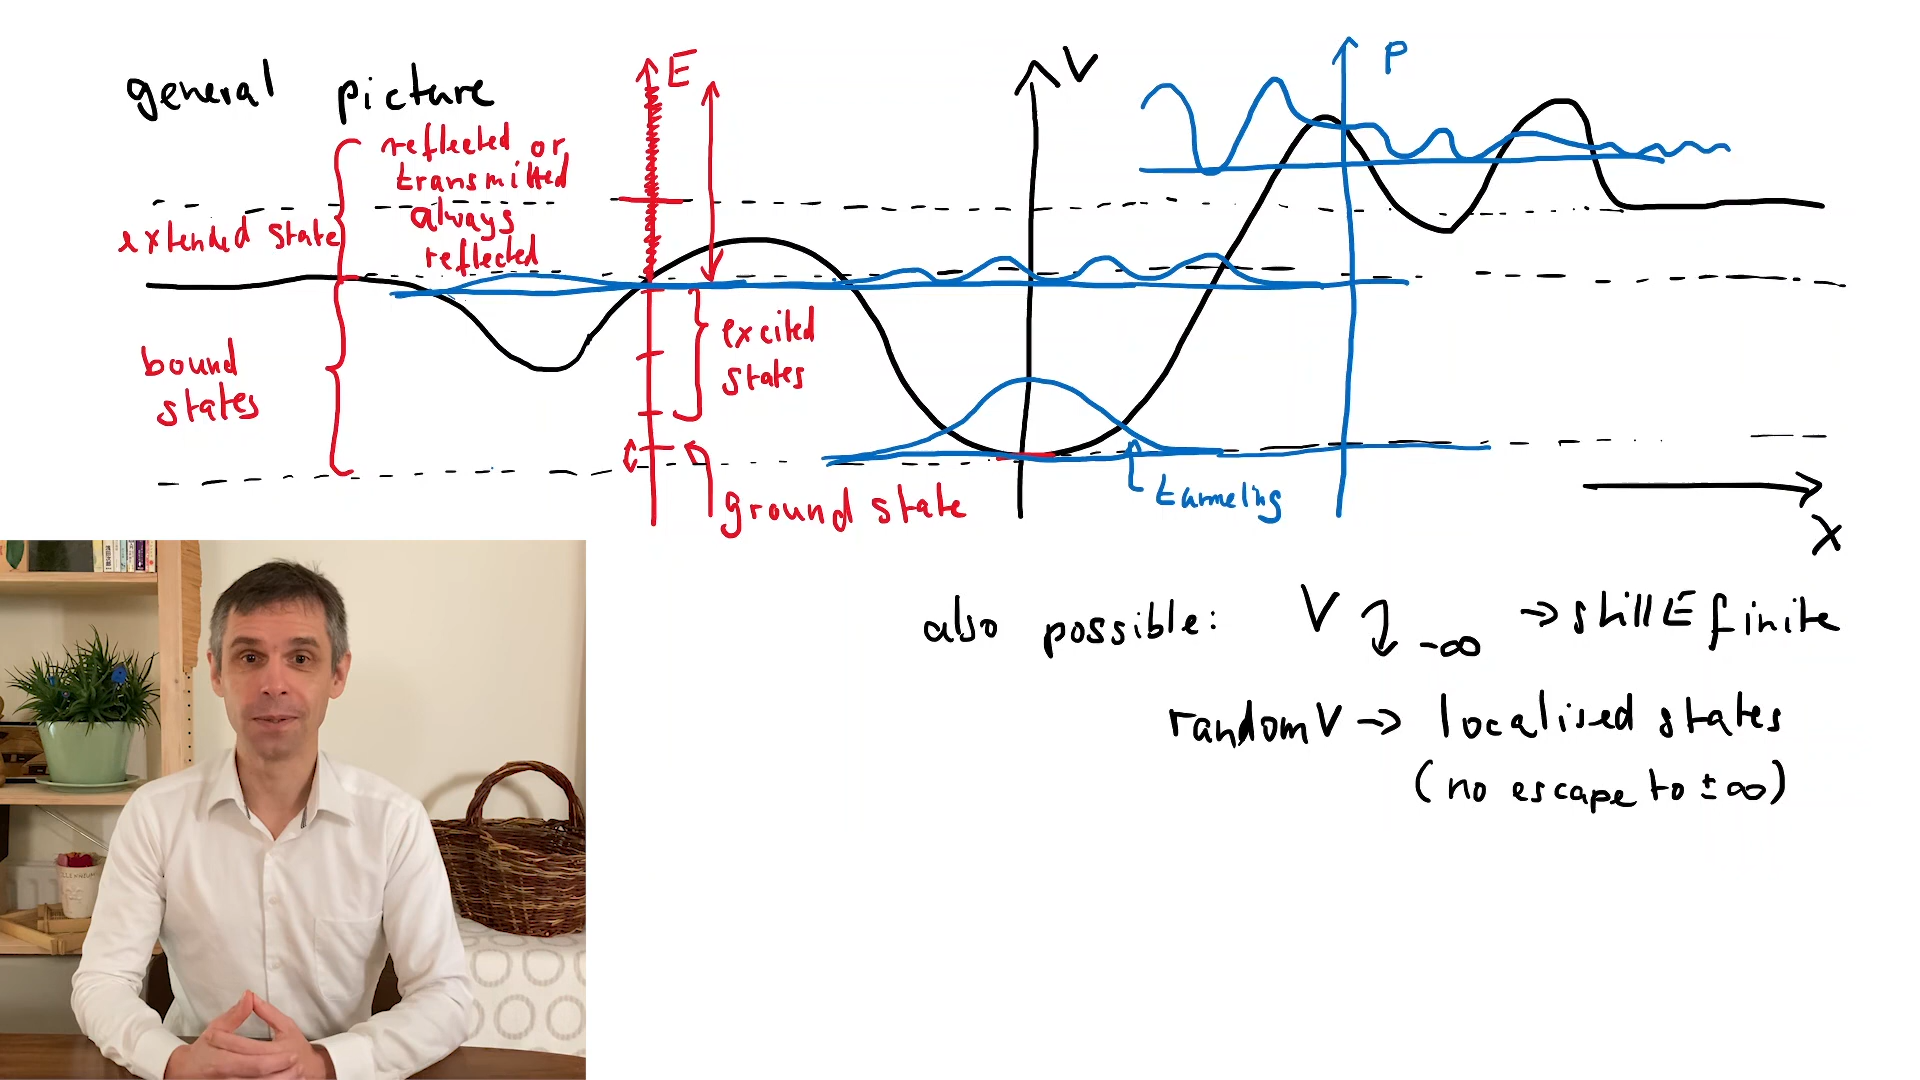 general picture
E
V
P
reflected or
transmitted
extended state
always
reflected
bound
states
excited
states
ground state
tunneling
x
also possible: V -∞ → still E finite
random V → localised states
(no escape to ±∞)